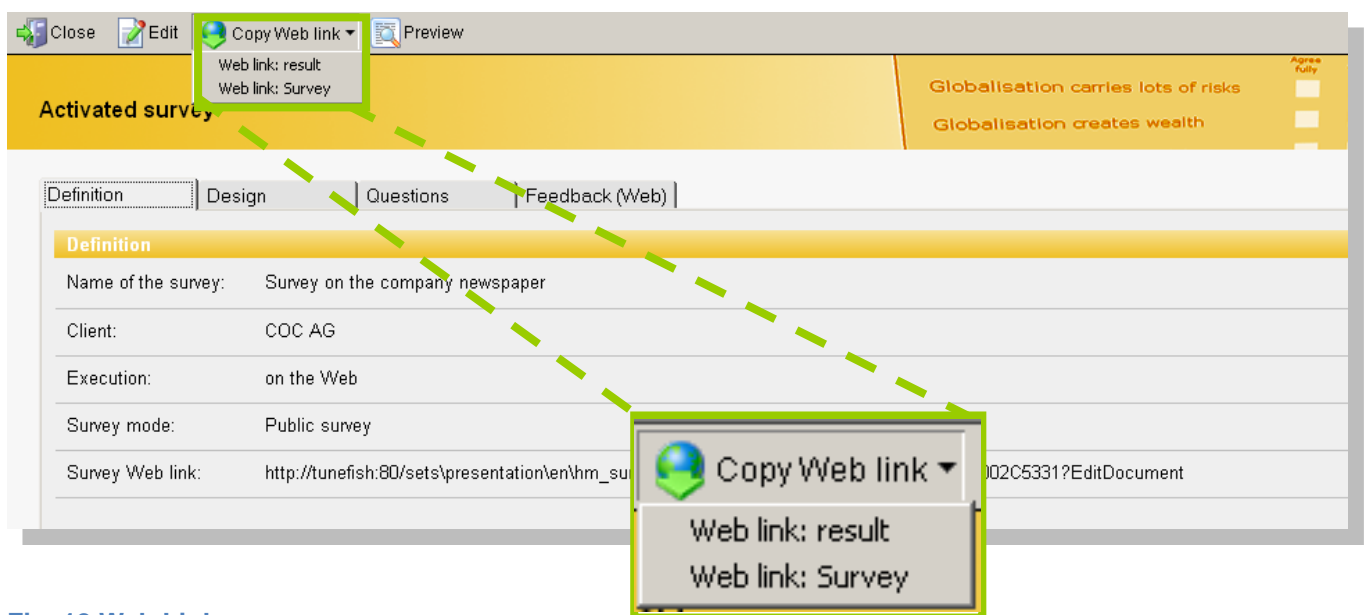 Close Edit Copy Web link Preview
Web link: result
Web link: Survey
Activated survey
Agree
fully
Globalisation carries lots of risks
Globalisation creates wealth
Definition Design Questions Feedback (Web)
Definition
Name of the survey: Survey on the company newspaper
Client: COC AG
Execution: on the Web
Survey mode: Public survey
Survey Web link: http://tunefish:80/sets\presentation\en\hm_su 002C5331?EditDocument
Copy Web link
Web link: result
Web link: Survey